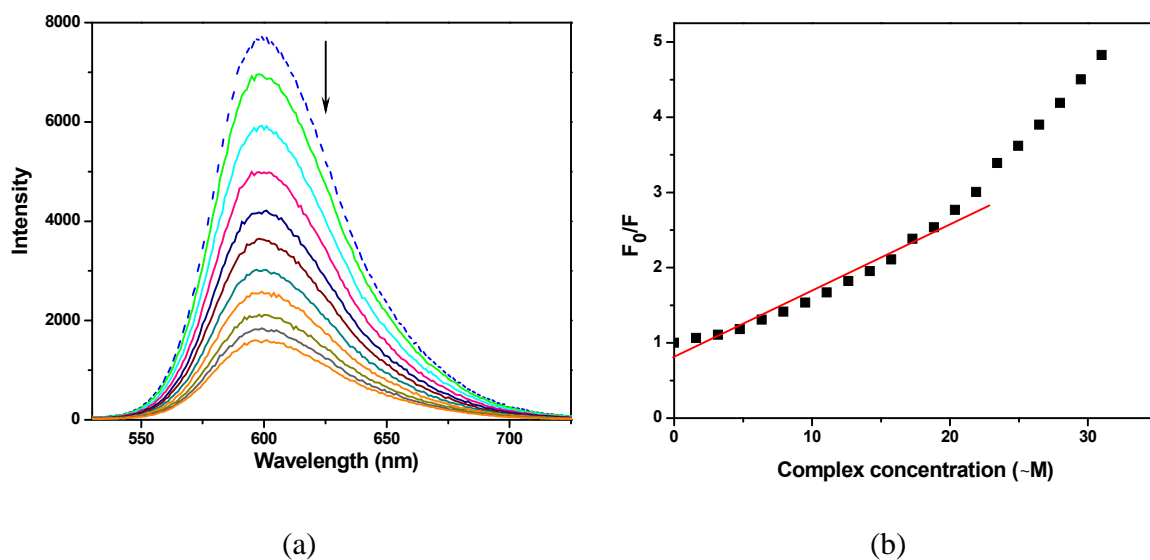 8000
6000
4000
2000
0
Intensity
550 600 650 700
Wavelength (nm)
(a)
5
4
3
2
1
0
F0/F
0 10 20 30
Complex concentration (~M)
(b)